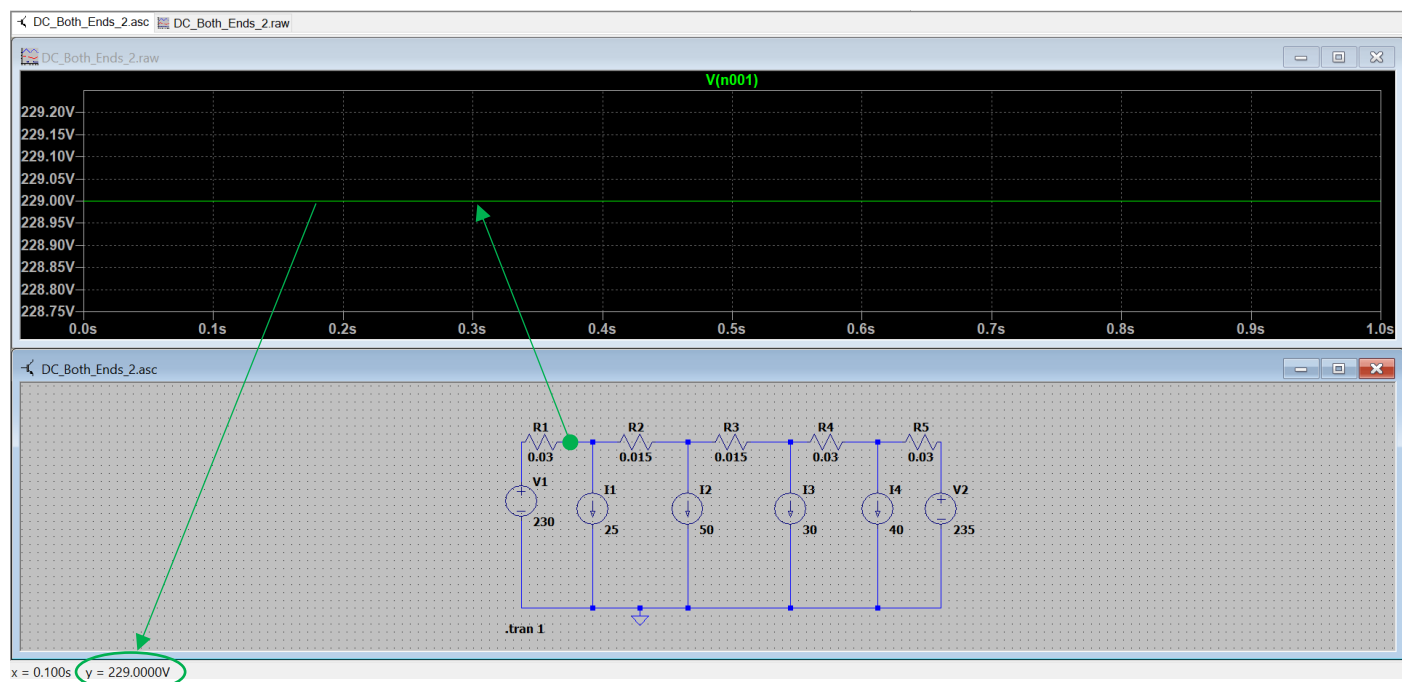 DC_Both_Ends_2.asc DC_Both_Ends_2.raw
DC_Both_Ends_2.raw
V(n001)
229.20V
229.15V
229.10V
229.05V
229.00V
228.95V
228.90V
228.85V
228.80V
228.75V
0.0s 0.1s 0.2s 0.3s 0.4s 0.5s 0.6s 0.7s 0.8s 0.9s 1.0s
DC_Both_Ends_2.asc
R1 R2 R3 R4 R5
0.03 0.015 0.015 0.03 0.03
V1 I1 I2 I3 I4 V2
230 25 50 30 40 235
.tran 1
x = 0.100s y = 229.0000V